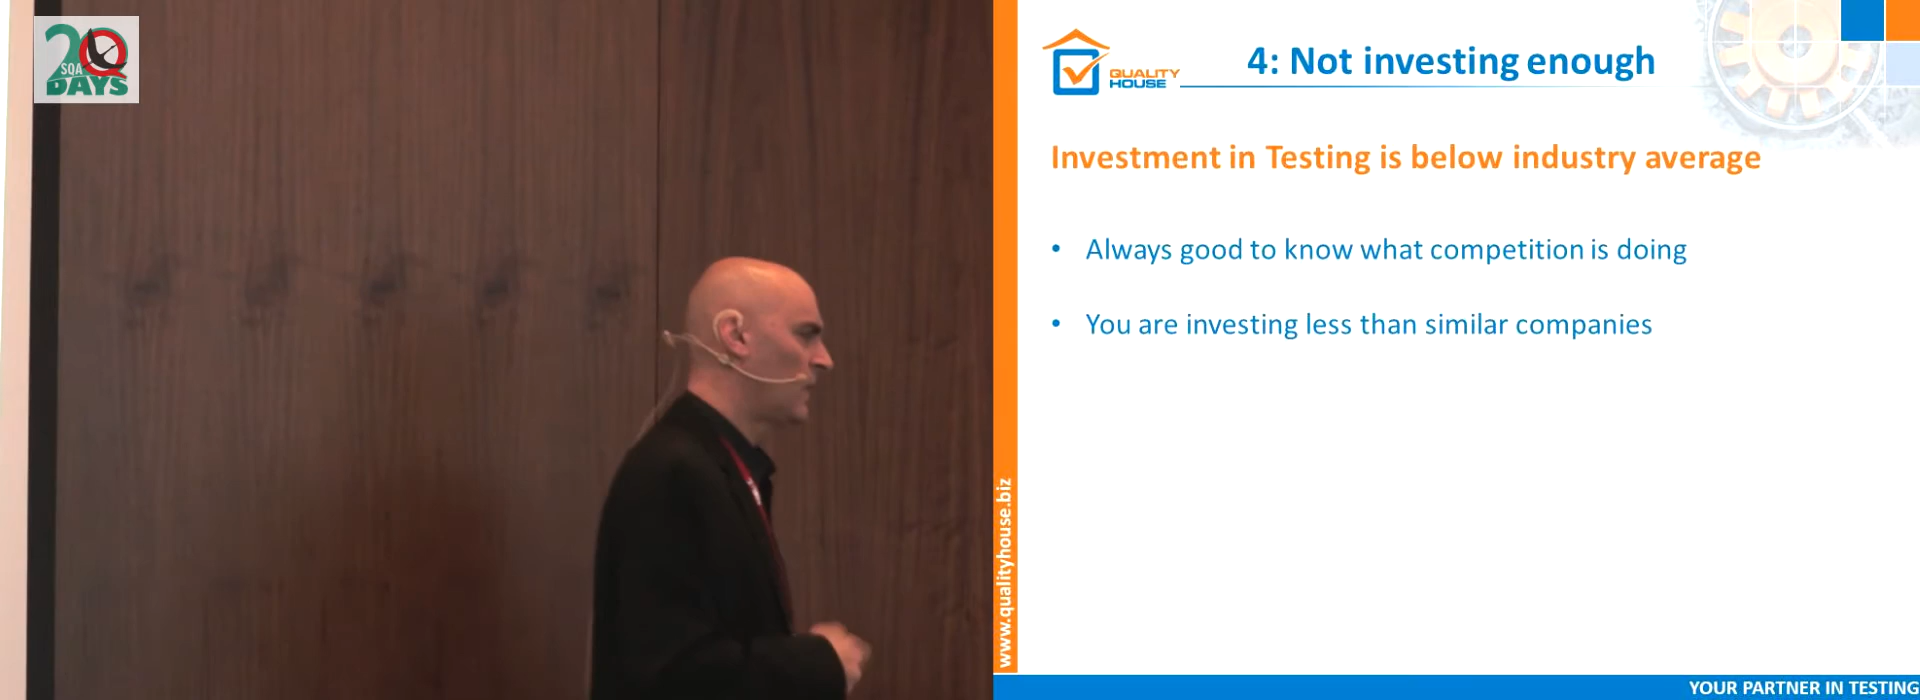 20
SQA
DAYS
QUALITY
HOUSE
4: Not investing enough
Investment in Testing is below industry average
• Always good to know what competition is doing
• You are investing less than similar companies
www.qualityhouse.biz
YOUR PARTNER IN TESTING